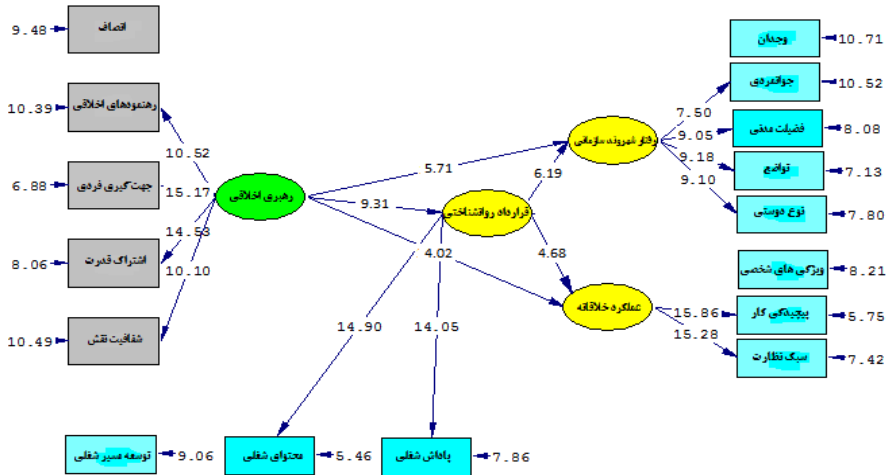 انصاف
9.48
وجدان
10.71
رهنمودهای اخلاقی
10.39
جوانمردی
10.52
7.50
فضیلت مدنی
8.08
9.05
10.52
رفتار شهروند سازمانی
5.71
6.19
9.18
تواضع
7.13
9.10
جهت گیری فردی
6.88
15.17
رهبری اخلاقی
9.31
قرارداد روانشناختی
نوع دوستی
7.80
14.53
اشتراک قدرت
8.06
10.10
4.02
4.68
ویژگی های شخصی
8.21
عملکرد خلاقانه
15.86
پیچیدگی کار
5.75
شفافیت نقش
10.49
14.90
14.05
15.28
سبک نظارت
7.42
توسعه مسیر شغلی
9.06
محتوای شغلی
5.46
پاداش شغلی
7.86